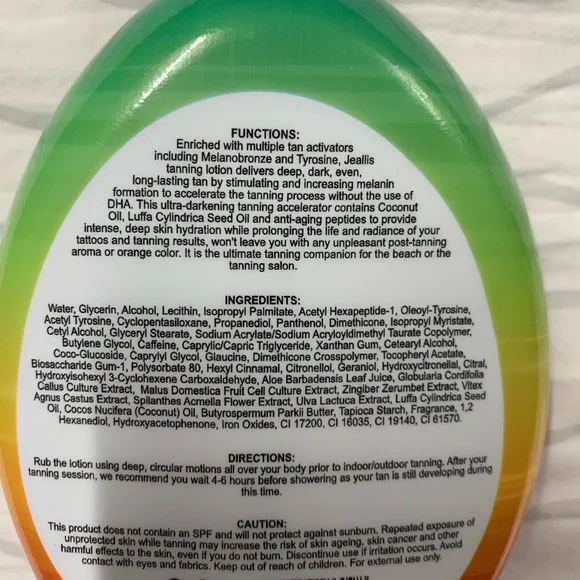 FUNCTIONS:
Enriched with multiple tan activators
including Melanobronze and Tyrosine, Jeallis
tanning lotion delivers deep, dark, even,
long-lasting tan by stimulating and increasing melanin
formation to accelerate the tanning process without the use of
DHA. This ultra-darkening tanning accelerator contains Coconut
Oil, Luffa Cylindrica Seed Oil and anti-aging peptides to provide
intense, deep skin hydration while prolonging the life and radiance of your
tattoos and tanning results, won't leave you with any unpleasant post-tanning
aroma or orange color. It is the ultimate tanning companion for the beach or the
tanning salon.
INGREDIENTS:
Water, Glycerin, Alcohol, Lecithin, Isopropyl Palmitate, Acetyl Hexapeptide-1, Oleoyl-Tyrosine,
Acetyl Tyrosine, Cyclopentasiloxane, Propanediol, Panthenol, Dimethicone, Isopropyl Myristate,
Cetyl Alcohol, Glyceryl Stearate, Sodium Acrylate/Sodium Acryloyldimethyl Taurate Copolymer,
Butylene Glycol, Caffeine, Caprylic/Capric Triglyceride, Xanthan Gum, Cetearyl Alcohol,
Coco-Glucoside, Caprylyl Glycol, Glaucine, Dimethicone Crosspolymer, Tocopheryl Acetate,
Biosaccharide Gum-1, Polysorbate 80, Hexyl Cinnamal, Citronellol, Geraniol, Hydroxycitronellal, Citral,
Hydroxyisohexyl 3-Cyclohexene Carboxaldehyde, Aloe Barbadensis Leaf Juice, Globularia Cordifolia
Callus Culture Extract, Malus Domestica Fruit Cell Culture Extract, Zingiber Zerumbet Extract, Vitex
Agnus Castus Extract, Spilanthes Acmella Flower Extract, Ulva Lactuca Extract, Luffa Cylindrica Seed
Oil, Cocos Nucifera (Coconut) Oil, Butyrospermum Parkii Butter, Tapioca Starch, Fragrance, 1,2
Hexanediol, Hydroxyacetophenone, Iron Oxides, CI 17200, CI 16035, CI 19140, CI 61570.
DIRECTIONS:
Rub the lotion using deep, circular motions all over your body prior to indoor/outdoor tanning. After your
tanning session, we recommend you wait 4-6 hours before showering as your tan is still developing during
this time.
CAUTION:
This product does not contain an SPF and will not protect against sunburn. Repeated exposure of
unprotected skin while tanning may increase the risk of skin ageing, skin cancer and other
harmful effects to the skin, even if you do not burn. Discontinue use if irritation occurs. Avoid
contact with eyes and fabrics. Keep out of reach of children. For external use only.